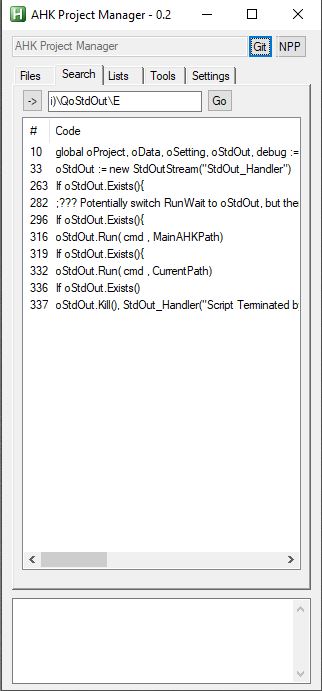 AHK Project Manager - 0.2
AHK Project Manager Git NPP
Files Search Lists Tools Settings
-> i)\QoStdOut\E Go
# Code
10 global oProject, oData, oSetting, oStdOut, debug :=
33 oStdOut := new StdOutStream("StdOut_Handler")
263 If oStdOut.Exists(){
282 ;??? Potentially switch RunWait to oStdOut, but the
296 If oStdOut.Exists(){
316 oStdOut.Run( cmd , MainAHKPath)
319 If oStdOut.Exists(){
332 oStdOut.Run( cmd , CurrentPath)
336 If oStdOut.Exists()
337 oStdOut.Kill(), StdOut_Handler("Script Terminated by